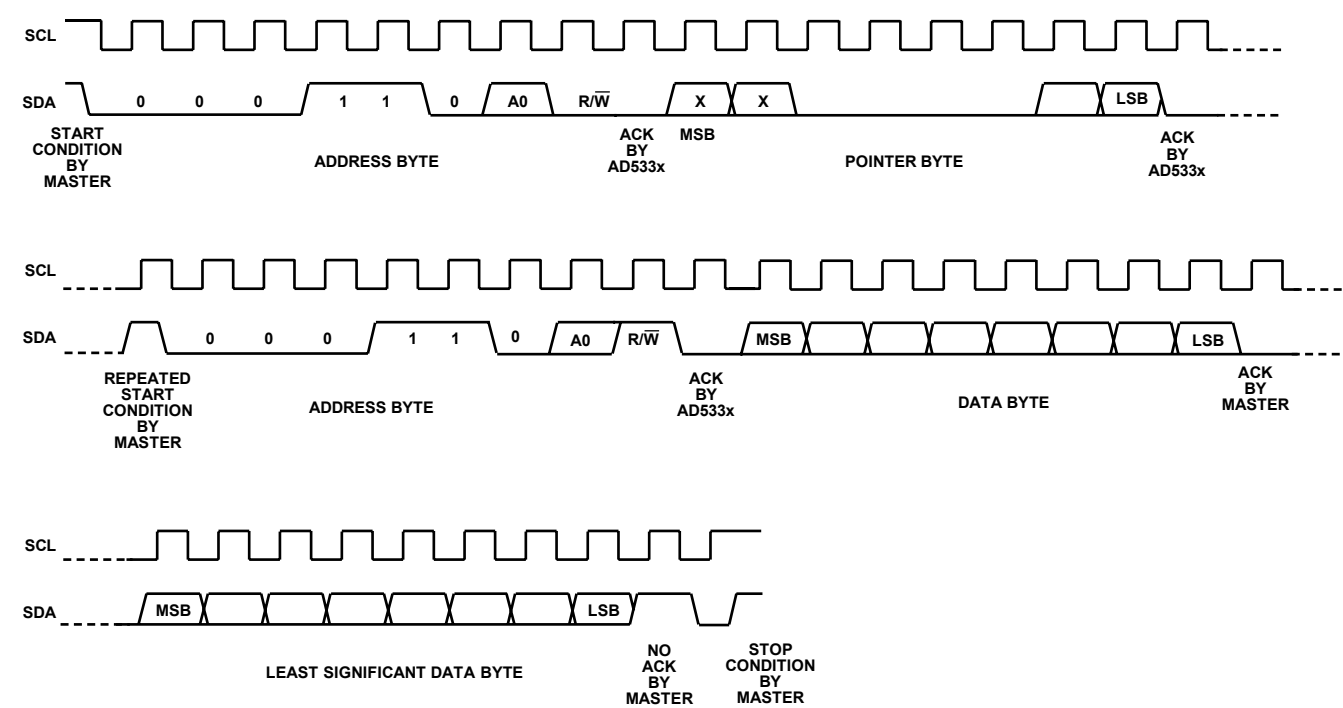 SCL
SDA
0 0 0 1 1 0 A0 R/W̅ X X LSB
START
CONDITION
BY
MASTER
ADDRESS BYTE
ACK
BY
AD533x
MSB
POINTER BYTE
ACK
BY
AD533x
SCL
SDA
0 0 0 1 1 0 A0 R/W̅ MSB LSB
REPEATED
START
CONDITION
BY
MASTER
ADDRESS BYTE
ACK
BY
AD533x
DATA BYTE
ACK
BY
MASTER
SCL
SDA
MSB LSB
LEAST SIGNIFICANT DATA BYTE
NO
ACK
BY
MASTER
STOP
CONDITION
BY
MASTER